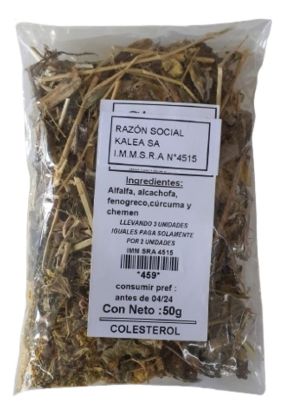 RAZÓN SOCIAL
KALEA SA
I.M.M.S.R.A N°4515
Ingredientes:
Alfalfa, alcachofa,
fenogreco,cúrcuma y
chemen
LLEVANDO 3 UNIDADES
IGUALES PAGA SOLAMENTE
POR 2 UNIDADES
IMM SRA 4515
*459*
consumir pref :
antes de 04/24
Con Neto :50g
COLESTEROL